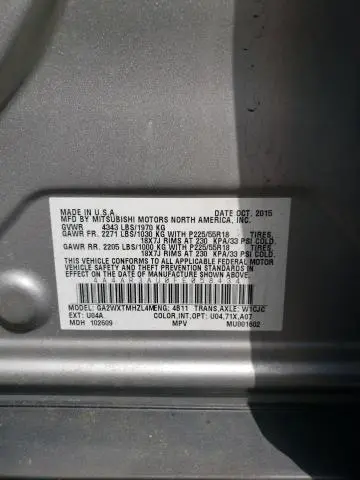 MADE IN U.S.A DATE OCT. 2015
MFD BY MITSUBISHI MOTORS NORTH AMERICA, INC.
GVWR 4343 LBS/1970 KG
GAWR FR. 2271 LBS/1030 KG WITH P225/55R18 TIRES,
18X7J RIMS AT 230 KPA/33 PSI COLD.
GAWR RR. 2205 LBS/1000 KG WITH P225/55R18 TIRES,
18X7J RIMS AT 230 KPA/33 PSI COLD.
THIS VEHICLE CONFORMS TO ALL APPLICABLE FEDERAL
MOTOR VEHICLE SAFETY, BUMPER, AND THEFT PREVENTION
STANDARDS IN EFFECT ON THE DATE OF MANUFACTURE
SHOWN ABOVE.
MODEL: GA2WXTMHZL4M ENG: 4B11 TRANS,AXLE: W1CJC
EXT: U04A COLOR,INT,OPT: U04,71X,A07
MDH 102609 MPV MU001602